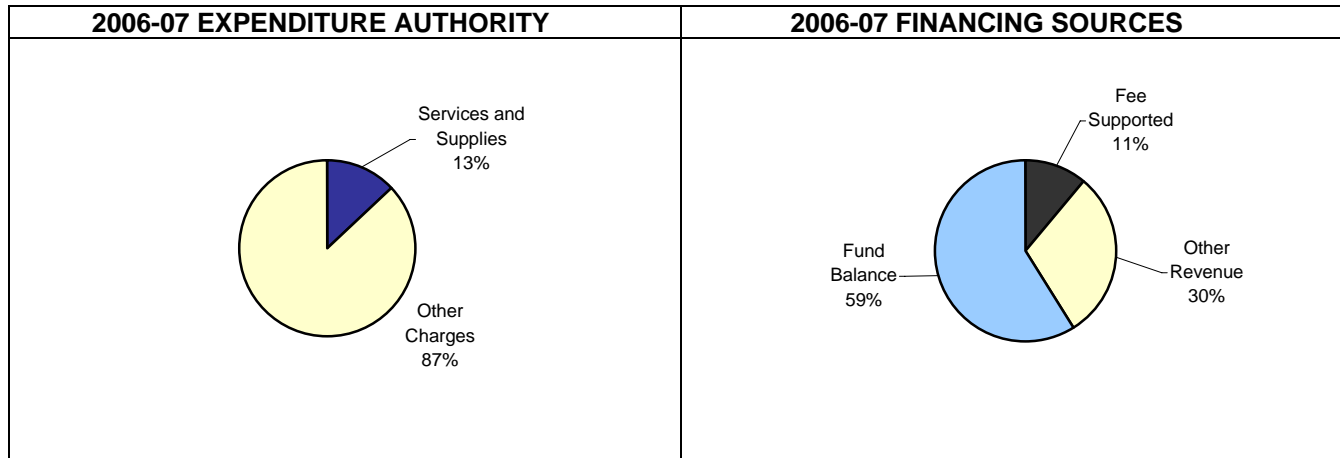 2006-07 EXPENDITURE AUTHORITY
2006-07 FINANCING SOURCES
Services and
Supplies
13%
Other
Charges
87%
Fee
Supported
11%
Other
Revenue
30%
Fund
Balance
59%